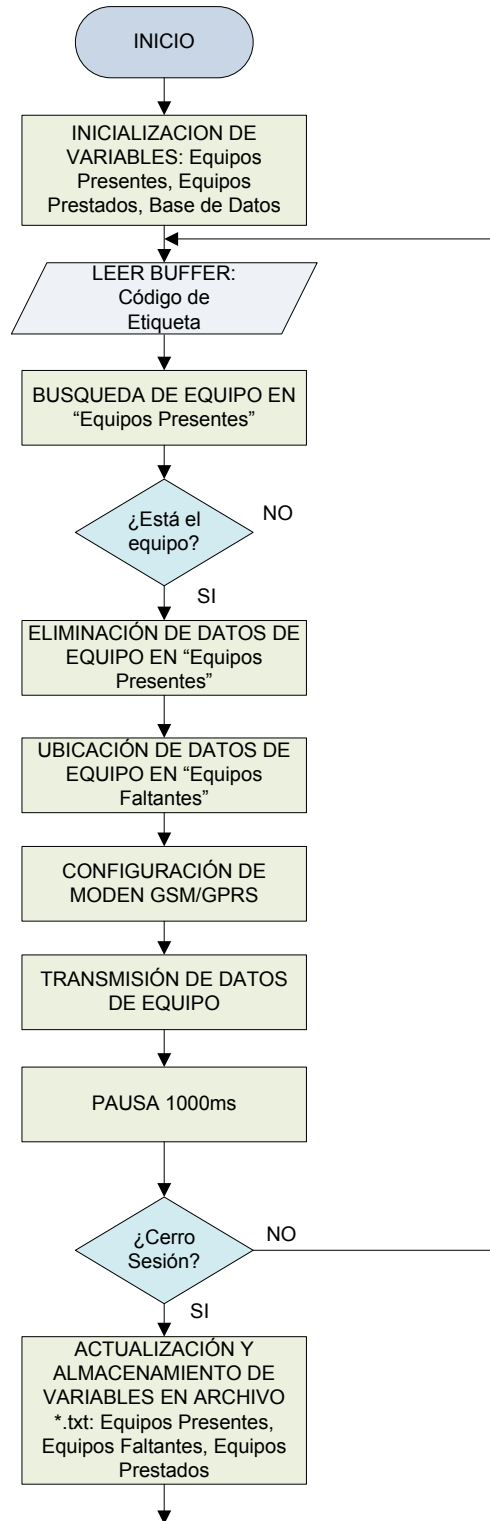 INICIO
INICIALIZACION DE
VARIABLES: Equipos
Presentes, Equipos
Prestados, Base de Datos
LEER BUFFER:
Código de
Etiqueta
BUSQUEDA DE EQUIPO EN
“Equipos Presentes”
¿Está el
equipo?
NO
SI
ELIMINACIÓN DE DATOS DE
EQUIPO EN “Equipos
Presentes”
UBICACIÓN DE DATOS DE
EQUIPO EN “Equipos
Faltantes”
CONFIGURACIÓN DE
MODEN GSM/GPRS
TRANSMISIÓN DE DATOS
DE EQUIPO
PAUSA 1000ms
¿Cerro
Sesión?
NO
SI
ACTUALIZACIÓN Y
ALMACENAMIENTO DE
VARIABLES EN ARCHIVO
*.txt: Equipos Presentes,
Equipos Faltantes, Equipos
Prestados